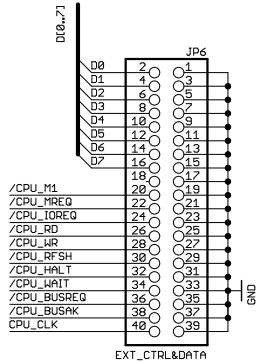 D[0..7]
JP6
D0 2 1
D1 4 3
D2 6 5
D3 8 7
D4 10 9
D5 12 11
D6 14 13
D7 16 15
18 17
/CPU_M1 20 19
/CPU_MREQ 22 21
/CPU_IOREQ 24 23
/CPU_RD 26 25
/CPU_WR 28 27
/CPU_RFSH 30 29
/CPU_HALT 32 31
/CPU_WAIT 34 33
/CPU_BUSREQ 36 35
/CPU_BUSAK 38 37
CPU_CLK 40 39
GND
EXT_CTRL&DATA